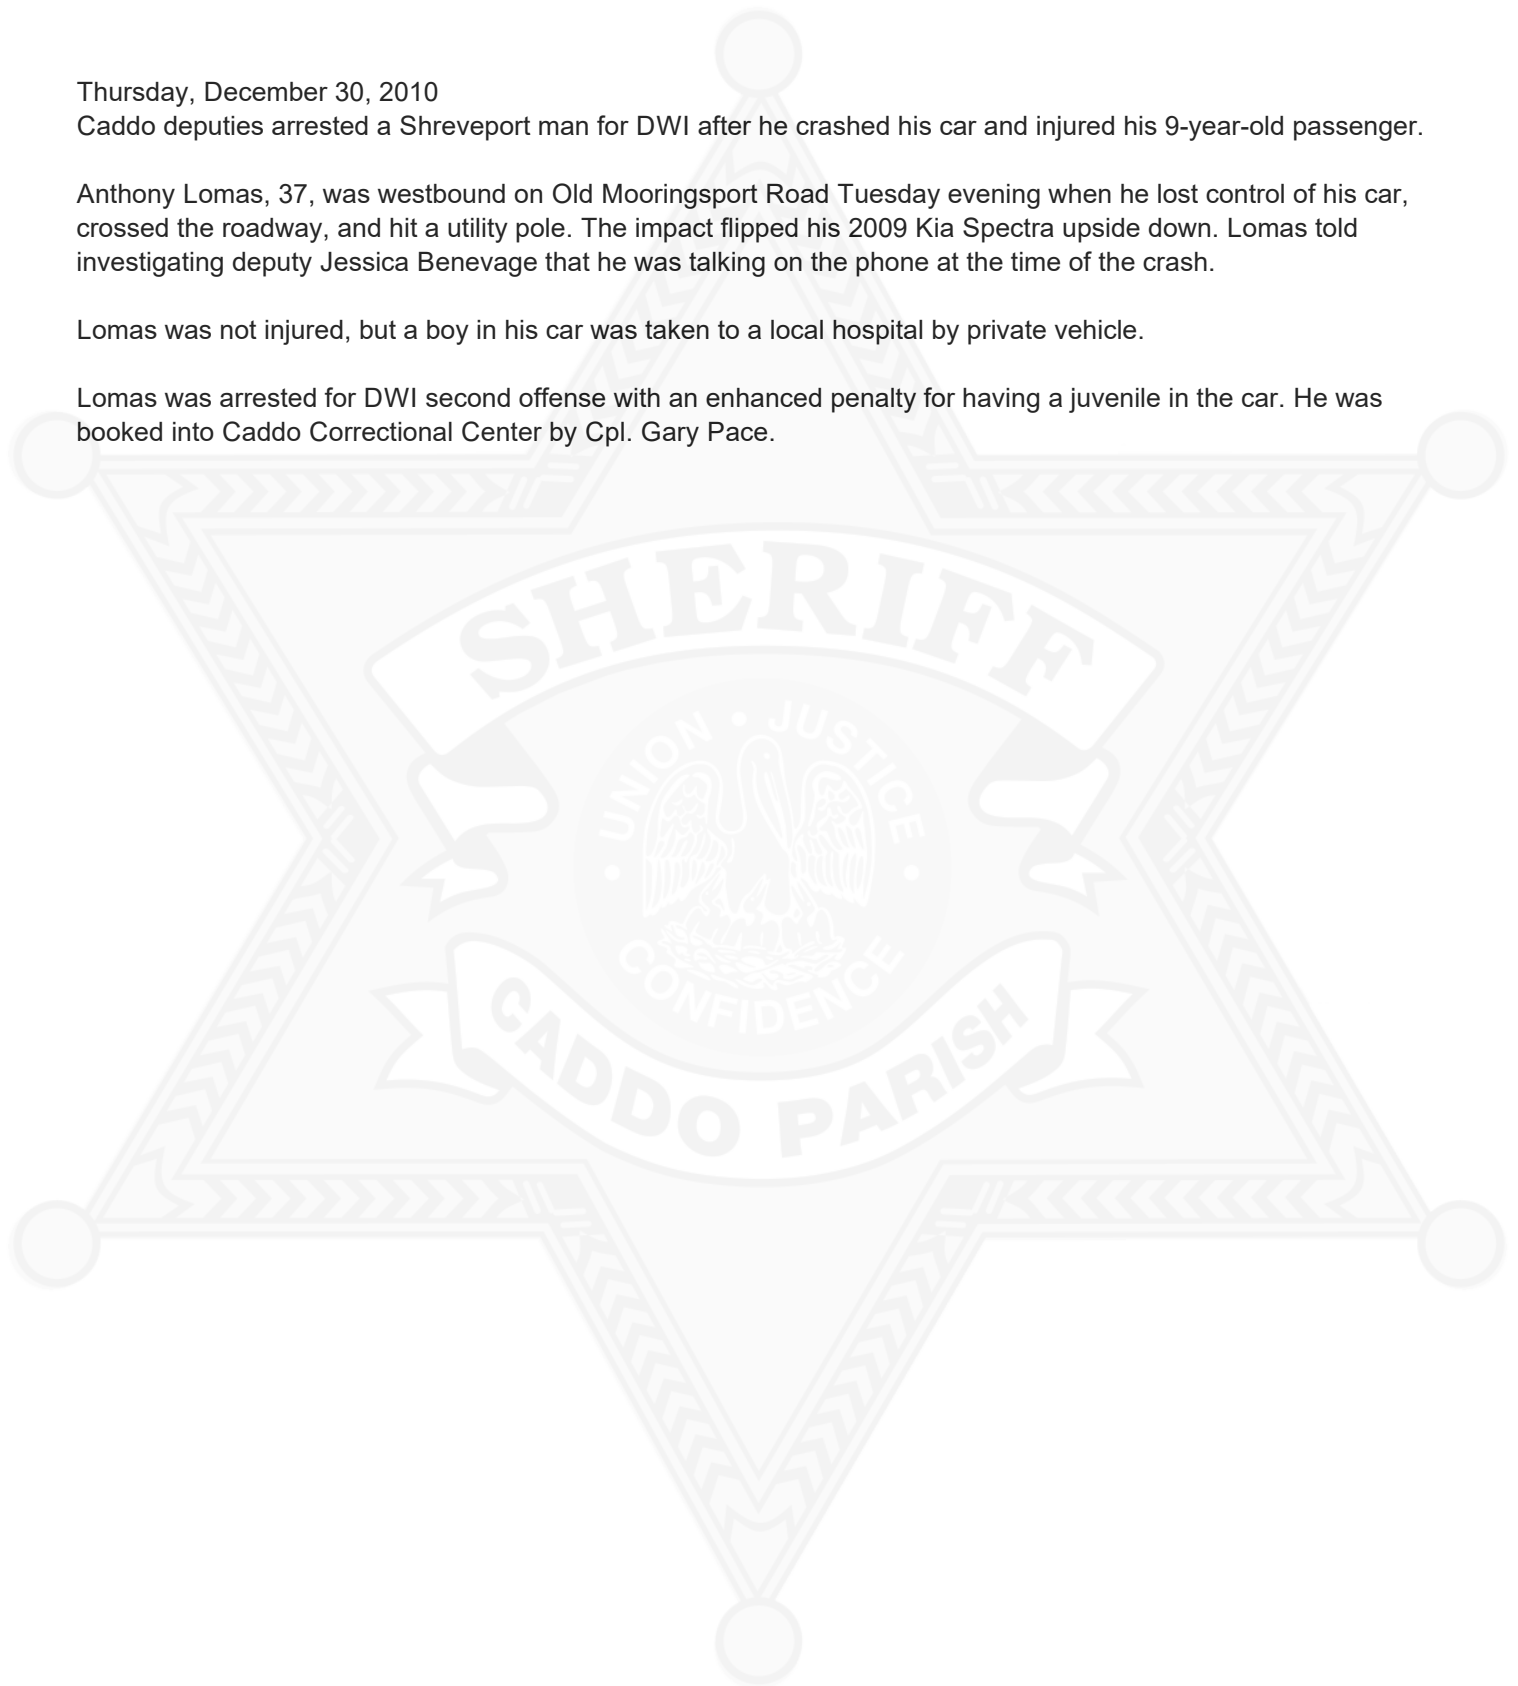 Thursday, December 30, 2010
Caddo deputies arrested a Shreveport man for DWI after he crashed his car and injured his 9-year-old passenger.
Anthony Lomas, 37, was westbound on Old Mooringsport Road Tuesday evening when he lost control of his car,
crossed the roadway, and hit a utility pole. The impact flipped his 2009 Kia Spectra upside down. Lomas told
investigating deputy Jessica Benevage that he was talking on the phone at the time of the crash.
Lomas was not injured, but a boy in his car was taken to a local hospital by private vehicle.
Lomas was arrested for DWI second offense with an enhanced penalty for having a juvenile in the car. He was
booked into Caddo Correctional Center by Cpl. Gary Pace.
SHERIFF
UNION • JUSTICE
• CONFIDENCE •
CADDO PARISH